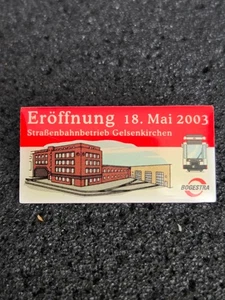 Eröffnung 18. Mai 2003
Straßenbahnbetrieb Gelsenkirchen
BOGESTRA